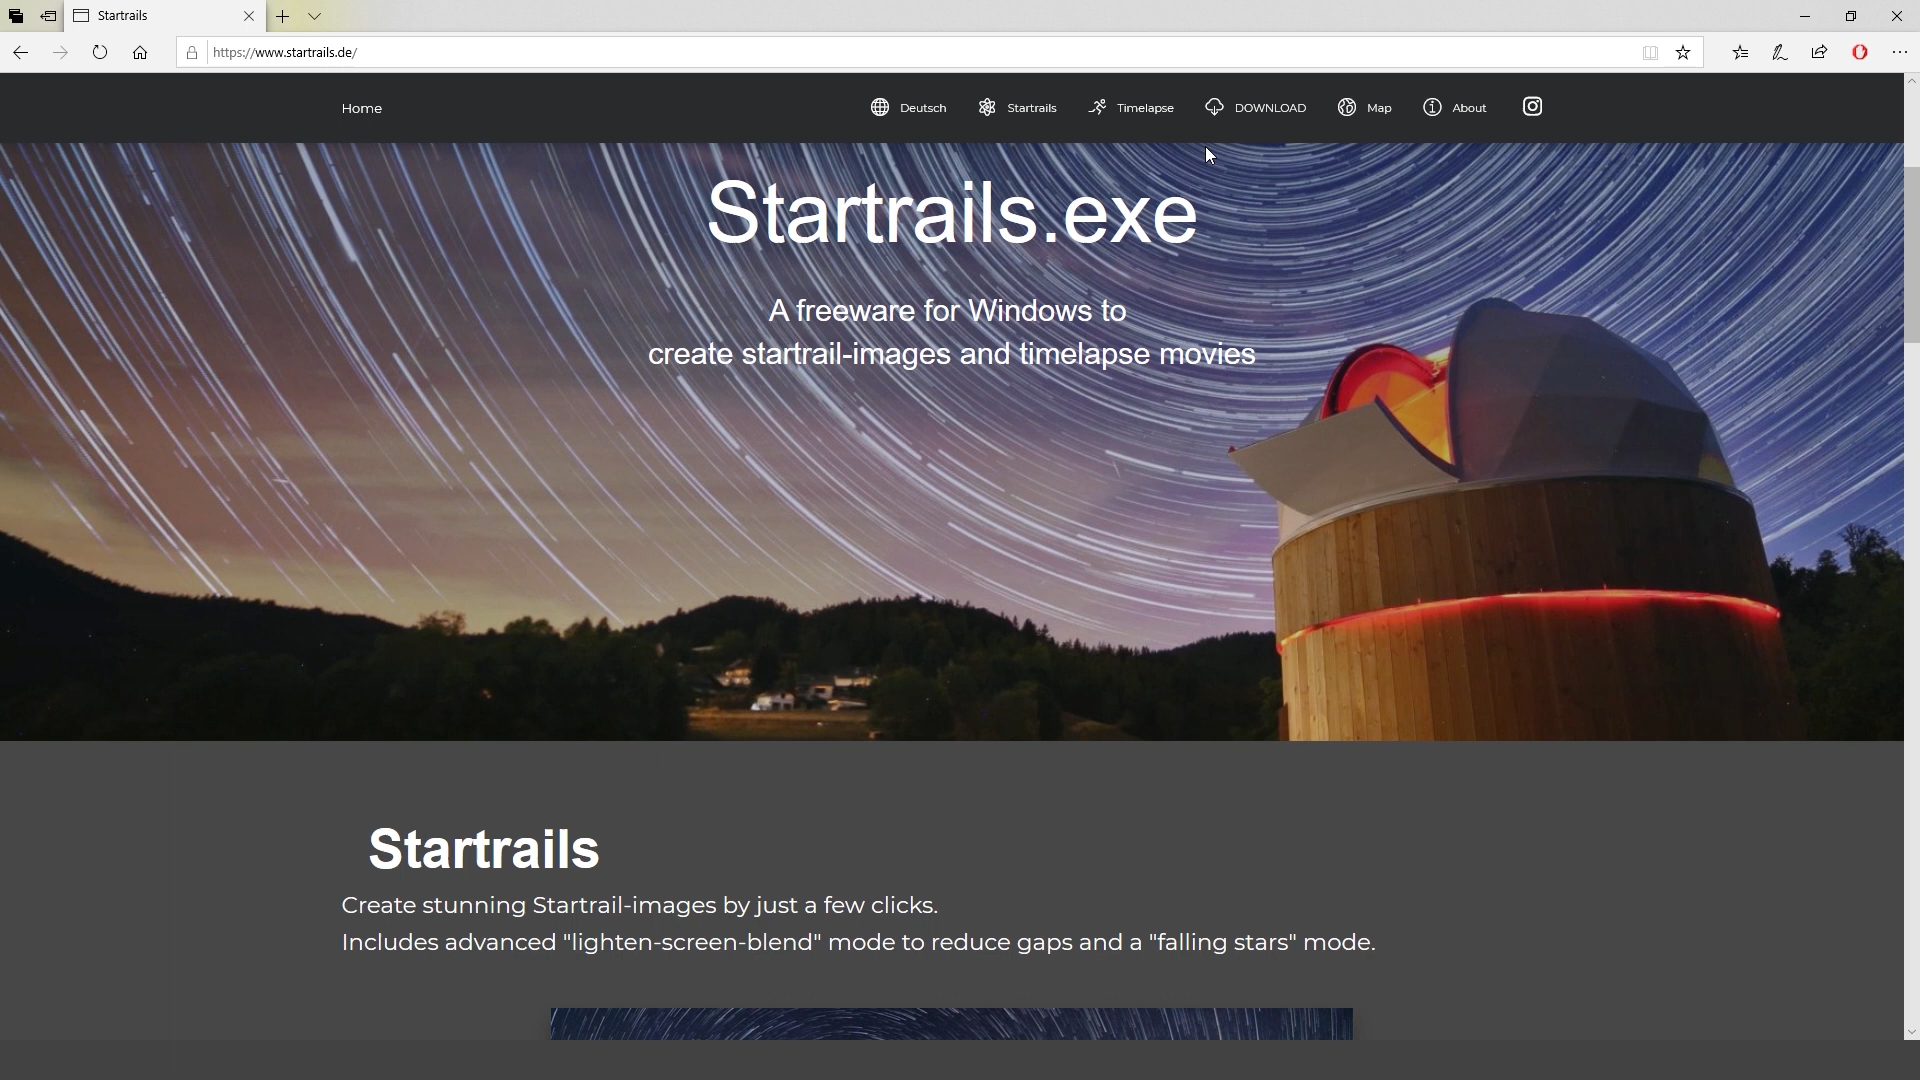 Startrails
https://www.startrails.de/
Home
Deutsch
Startrails
Timelapse
DOWNLOAD
Map
About
Startrails.exe
A freeware for Windows to
create startrail-images and timelapse movies
Startrails
Create stunning Startrail-images by just a few clicks.
Includes advanced "lighten-screen-blend" mode to reduce gaps and a "falling stars" mode.